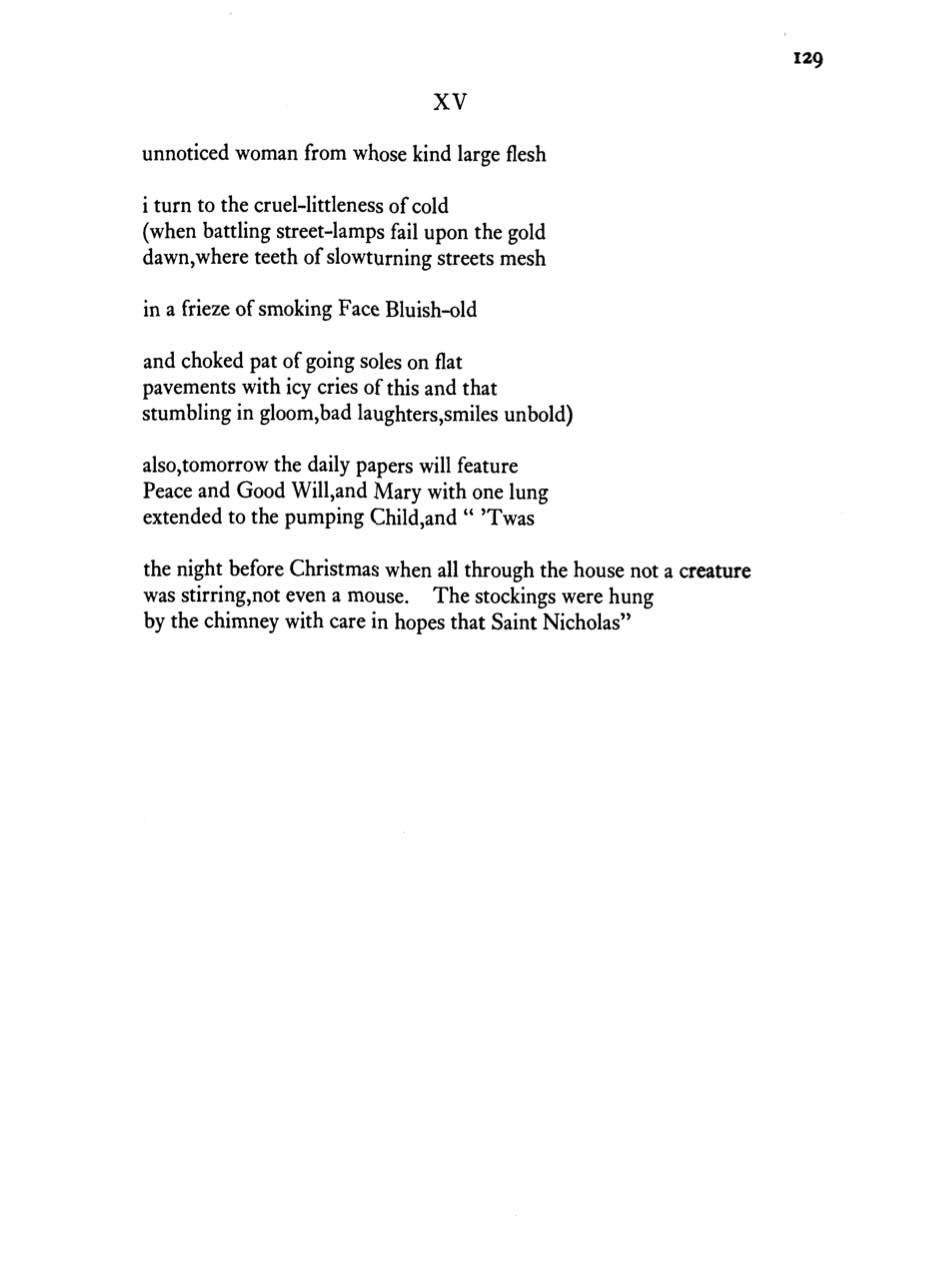 129
XV
unnoticed woman from whose kind large flesh
i turn to the cruel-littleness of cold
(when battling street-lamps fail upon the gold
dawn,where teeth of slowturning streets mesh
in a frieze of smoking Face Bluish-old
and choked pat of going soles on flat
pavements with icy cries of this and that
stumbling in gloom,bad laughters,smiles unbold)
also,tomorrow the daily papers will feature
Peace and Good Will,and Mary with one lung
extended to the pumping Child,and “ ’Twas
the night before Christmas when all through the house not a creature
was stirring,not even a mouse. The stockings were hung
by the chimney with care in hopes that Saint Nicholas”